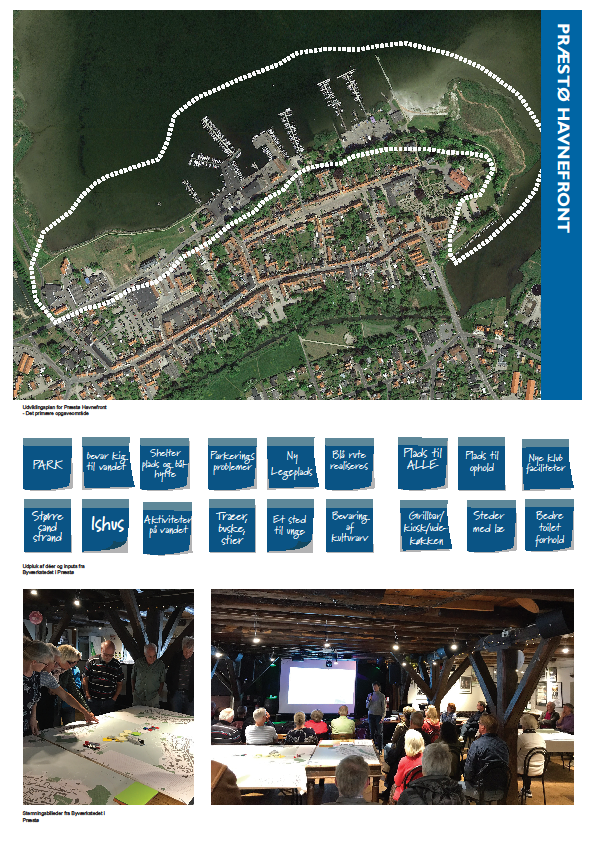 PRÆSTØ HAVNEFRONT
Udviklingsplan for Præstø Havnefront
- Det primære opgaveområde
PARK
bevar kig
til vandet
Shelter
plads og bål-
hytte
Parkerings
problemer
Ny
Legeplads
Blå rute
realiseres
Plads til
ALLE
Plads til
ophold
Nye klub
faciliteter
Større
sand
strand
Ishus
Aktiviteter
på vandet
Træer,
buske,
stier
Et sted
til unge
Bevaring
af
kulturarv
Grillbar/
kiosk/ude-
køkken
Steder
med læ
Bedre
toilet
forhold
Udpluk af déer og inputs fra
Byværkstedet i Præstø
Stemningsbilleder fra Byværkstedet i
Præstø